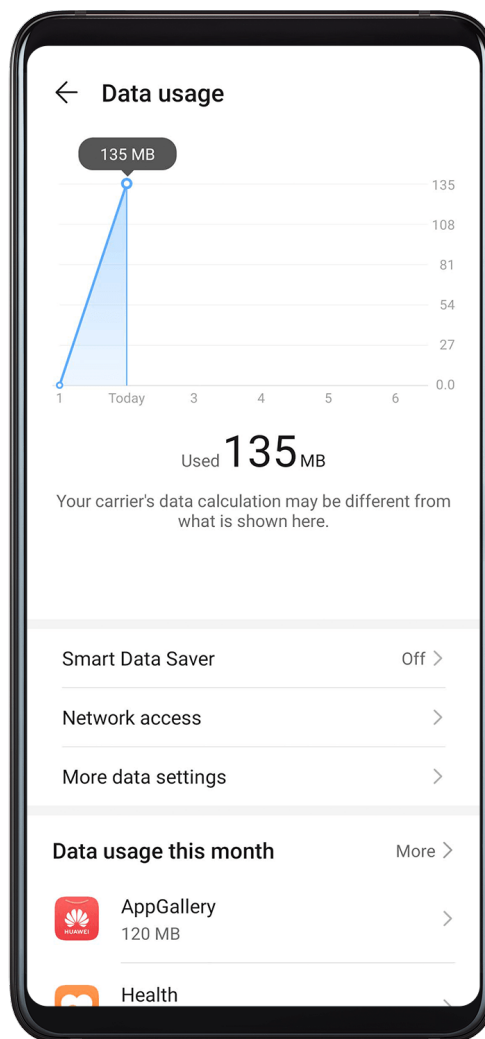 Data usage
135 MB
135
108
81
54
27
0.0
1 Today 3 4 5 6
Used 135 MB
Your carrier's data calculation may be different from
what is shown here.
Smart Data Saver Off
Network access
More data settings
Data usage this month More
HUAWEI
AppGallery
120 MB
Health